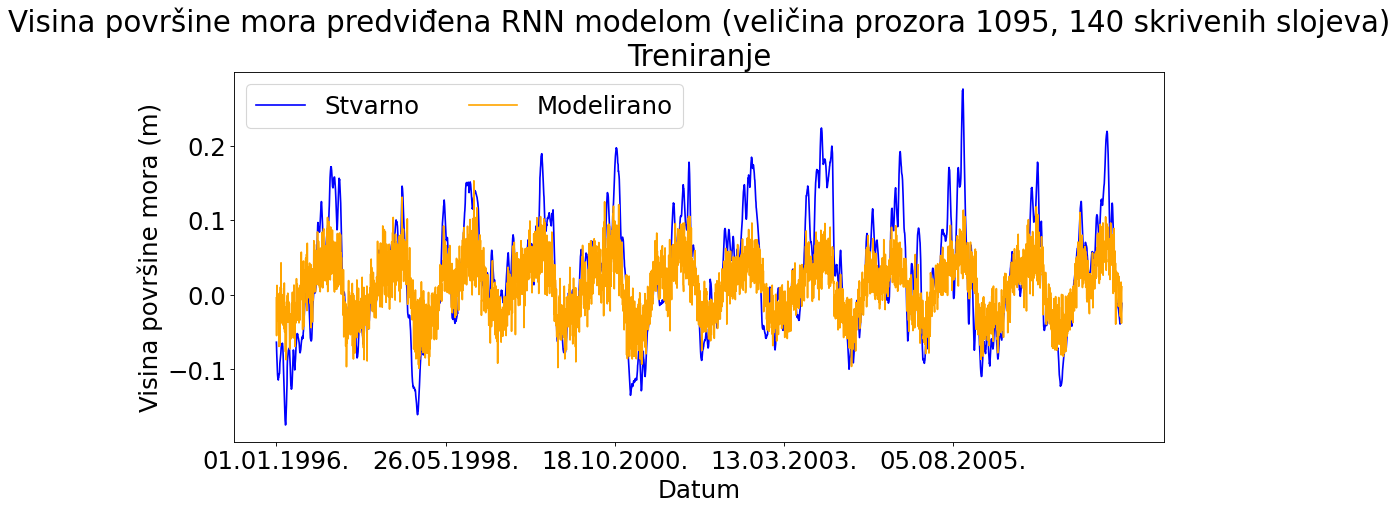 Visina površine mora predviđena RNN modelom (veličina prozora 1095, 140 skrivenih slojeva)
Treniranje
Stvarno Modelirano
Visina površine mora (m)
0.2
0.1
0.0
−0.1
01.01.1996. 26.05.1998. 18.10.2000. 13.03.2003. 05.08.2005.
Datum